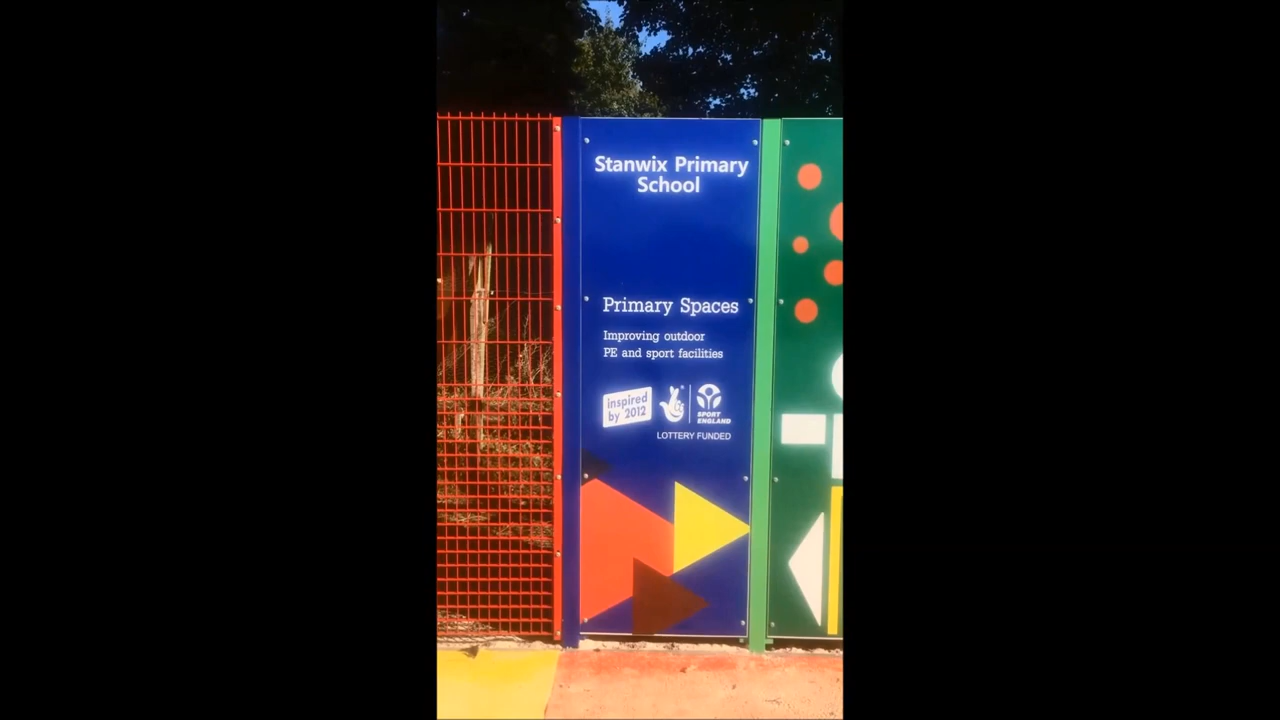 Stanwix Primary
School
Primary Spaces
Improving outdoor
PE and sport facilities
inspired
by 2012
SPORT
ENGLAND
LOTTERY FUNDED